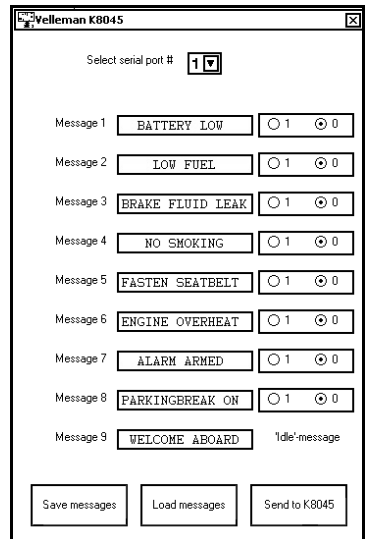 Velleman K8045
Select serial port # 1
Message 1 BATTERY LOW 1 0
Message 2 LOW FUEL 1 0
Message 3 BRAKE FLUID LEAK 1 0
Message 4 NO SMOKING 1 0
Message 5 FASTEN SEATBELT 1 0
Message 6 ENGINE OVERHEAT 1 0
Message 7 ALARM ARMED 1 0
Message 8 PARKINGBREAK ON 1 0
Message 9 WELCOME ABOARD 'Idle'-message
Save messages Load messages Send to K8045